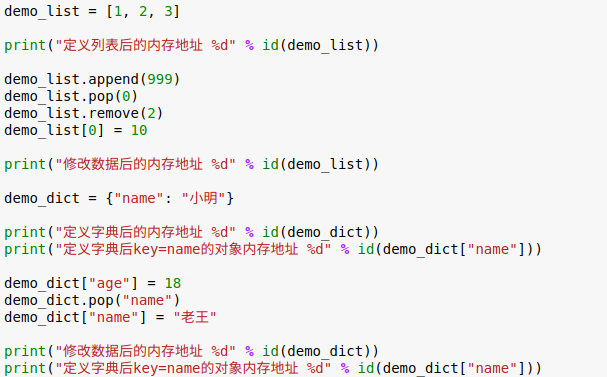 demo_list = [1, 2, 3]
print("定义列表后的内存地址 %d" % id(demo_list))
demo_list.append(999)
demo_list.pop(0)
demo_list.remove(2)
demo_list[0] = 10
print("修改数据后的内存地址 %d" % id(demo_list))
demo_dict = {"name": "小明"}
print("定义字典后的内存地址 %d" % id(demo_dict))
print("定义字典后key=name的对象内存地址 %d" % id(demo_dict["name"]))
demo_dict["age"] = 18
demo_dict.pop("name")
demo_dict["name"] = "老王"
print("修改数据后的内存地址 %d" % id(demo_dict))
print("定义字典后key=name的对象内存地址 %d" % id(demo_dict["name"]))